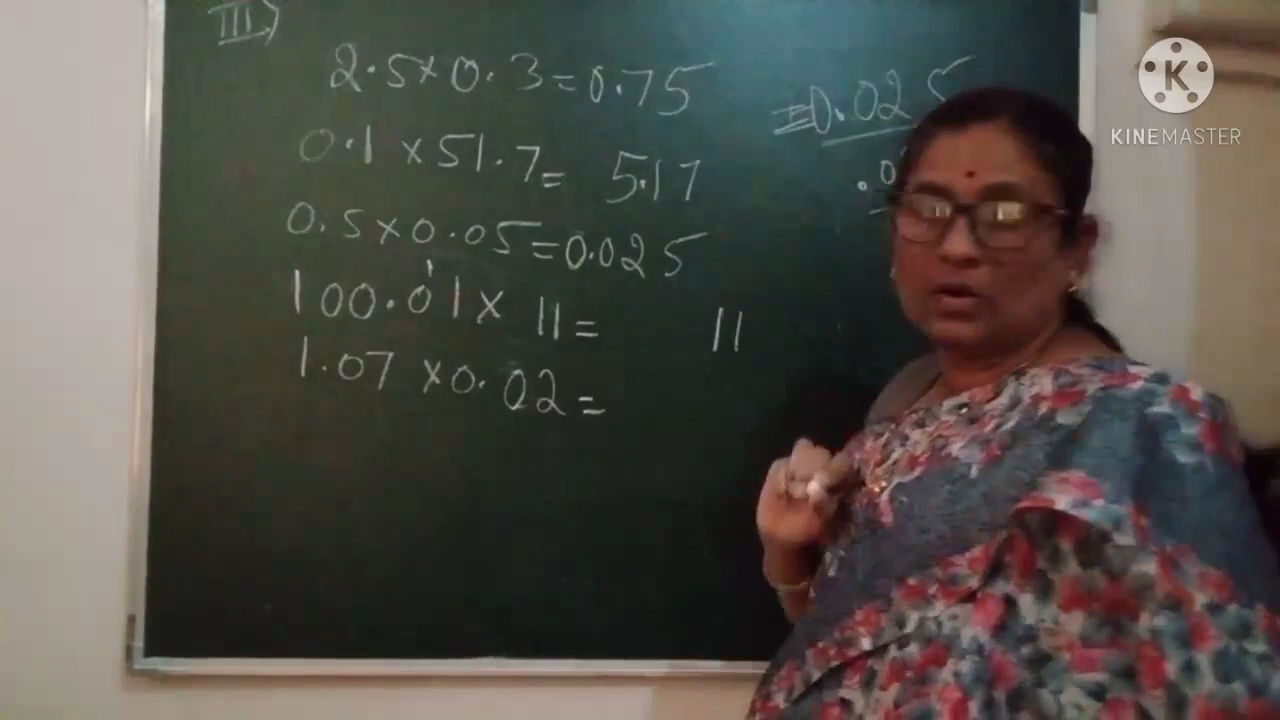 III)
2.5×0.3=0.75
=0.025
0.1×51.7= 5.17
.0
0.5×0.05=0.025
100.01× 11= 11
1.07 ×0.02=
K
KINEMASTER